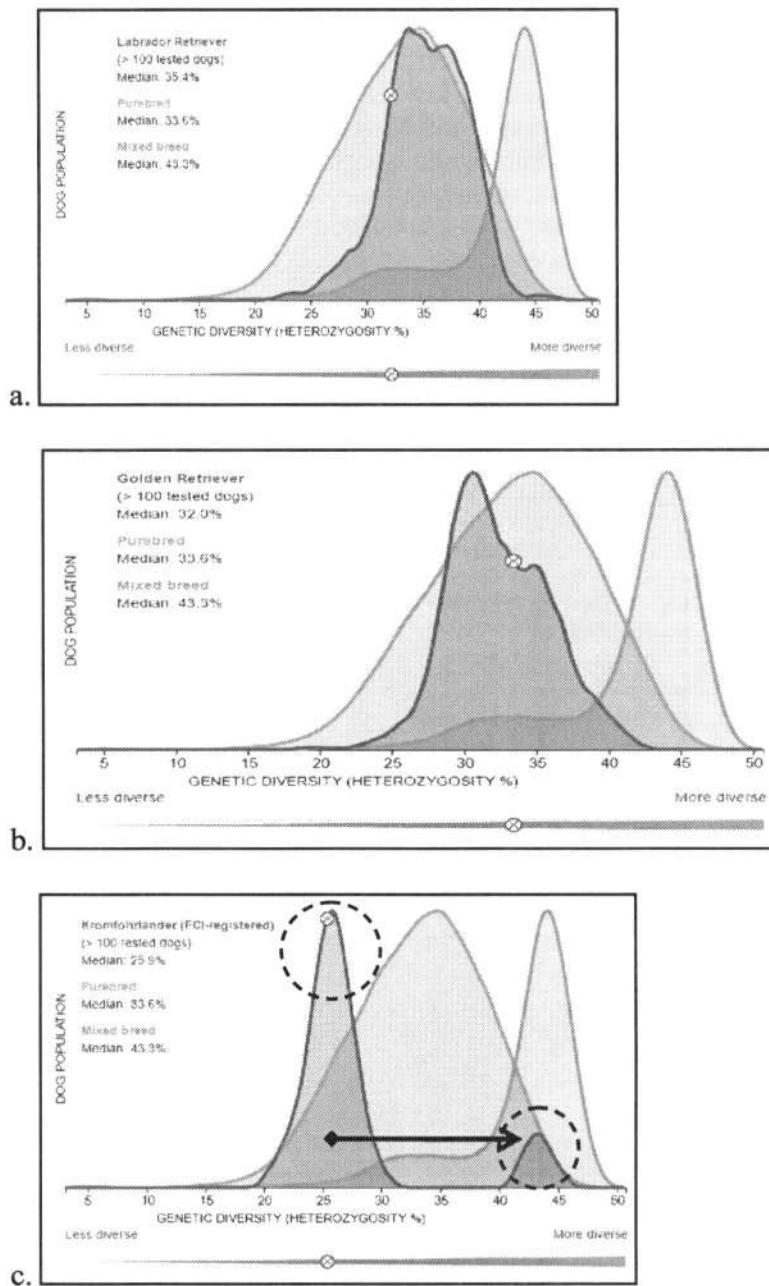 Labrador Retriever
(> 100 tested dogs)
Median: 35.4%
Purebred
Median: 33.6%
Mixed breed
Median: 43.3%
DOG POPULATION
5 10 15 20 25 30 35 40 45 50
GENETIC DIVERSITY (HETEROZYGOSITY %)
Less diverse More diverse
a.
Golden Retriever
(> 100 tested dogs)
Median: 32.0%
Purebred
Median: 33.6%
Mixed breed
Median: 43.3%
DOG POPULATION
5 10 15 20 25 30 35 40 45 50
GENETIC DIVERSITY (HETEROZYGOSITY %)
Less diverse More diverse
b.
Kromfohrländer (FCI-registered)
(> 100 tested dogs)
Median: 25.9%
Purebred
Median: 33.6%
Mixed breed
Median: 43.3%
DOG POPULATION
5 10 15 20 25 30 35 40 45 50
GENETIC DIVERSITY (HETEROZYGOSITY %)
Less diverse More diverse
c.